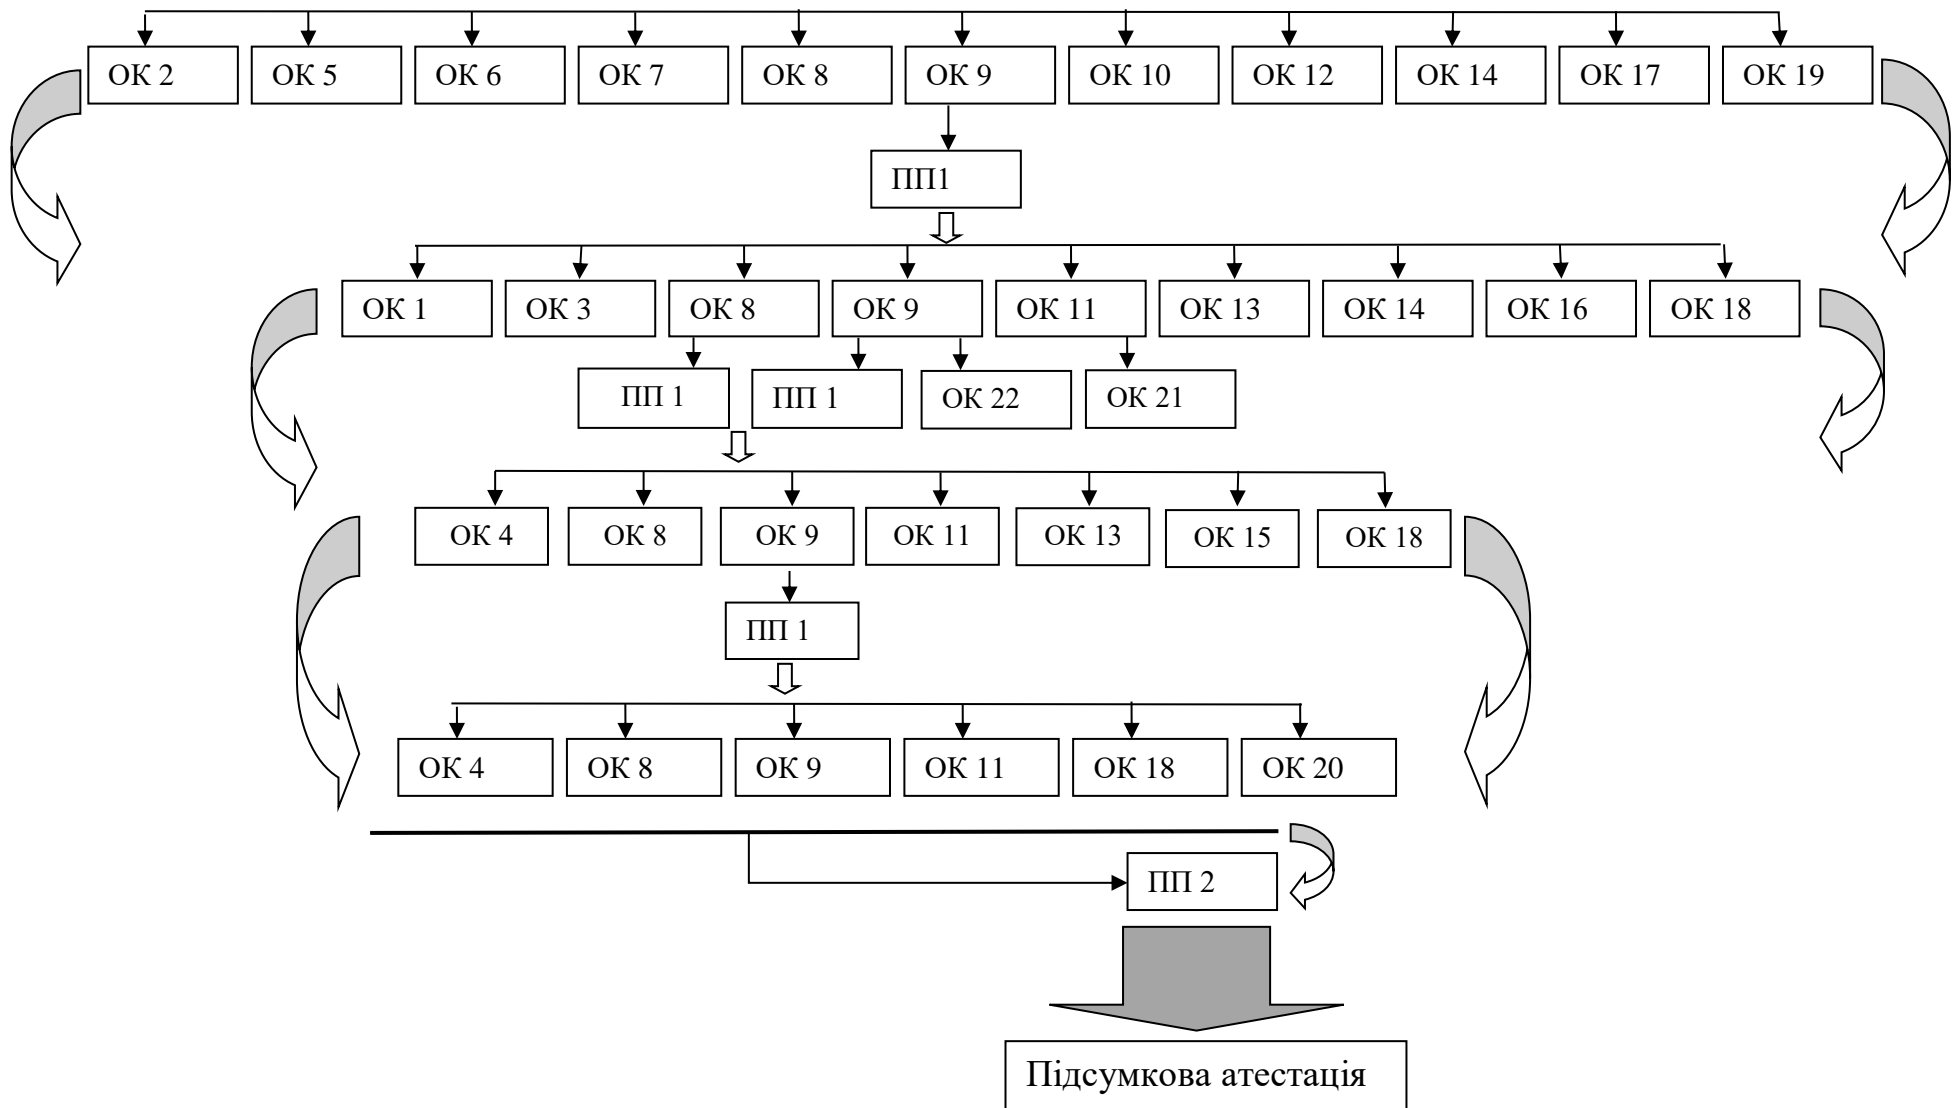 ОК 2
ОК 5
ОК 6
ОК 7
ОК 8
ОК 9
ОК 10
ОК 12
ОК 14
ОК 17
ОК 19
ПП1
ОК 1
ОК 3
ОК 8
ОК 9
ОК 11
ОК 13
ОК 14
ОК 16
ОК 18
ПП 1
ПП 1
ОК 22
ОК 21
ОК 4
ОК 8
ОК 9
ОК 11
ОК 13
ОК 15
ОК 18
ПП 1
ОК 4
ОК 8
ОК 9
ОК 11
ОК 18
ОК 20
ПП 2
Підсумкова атестація